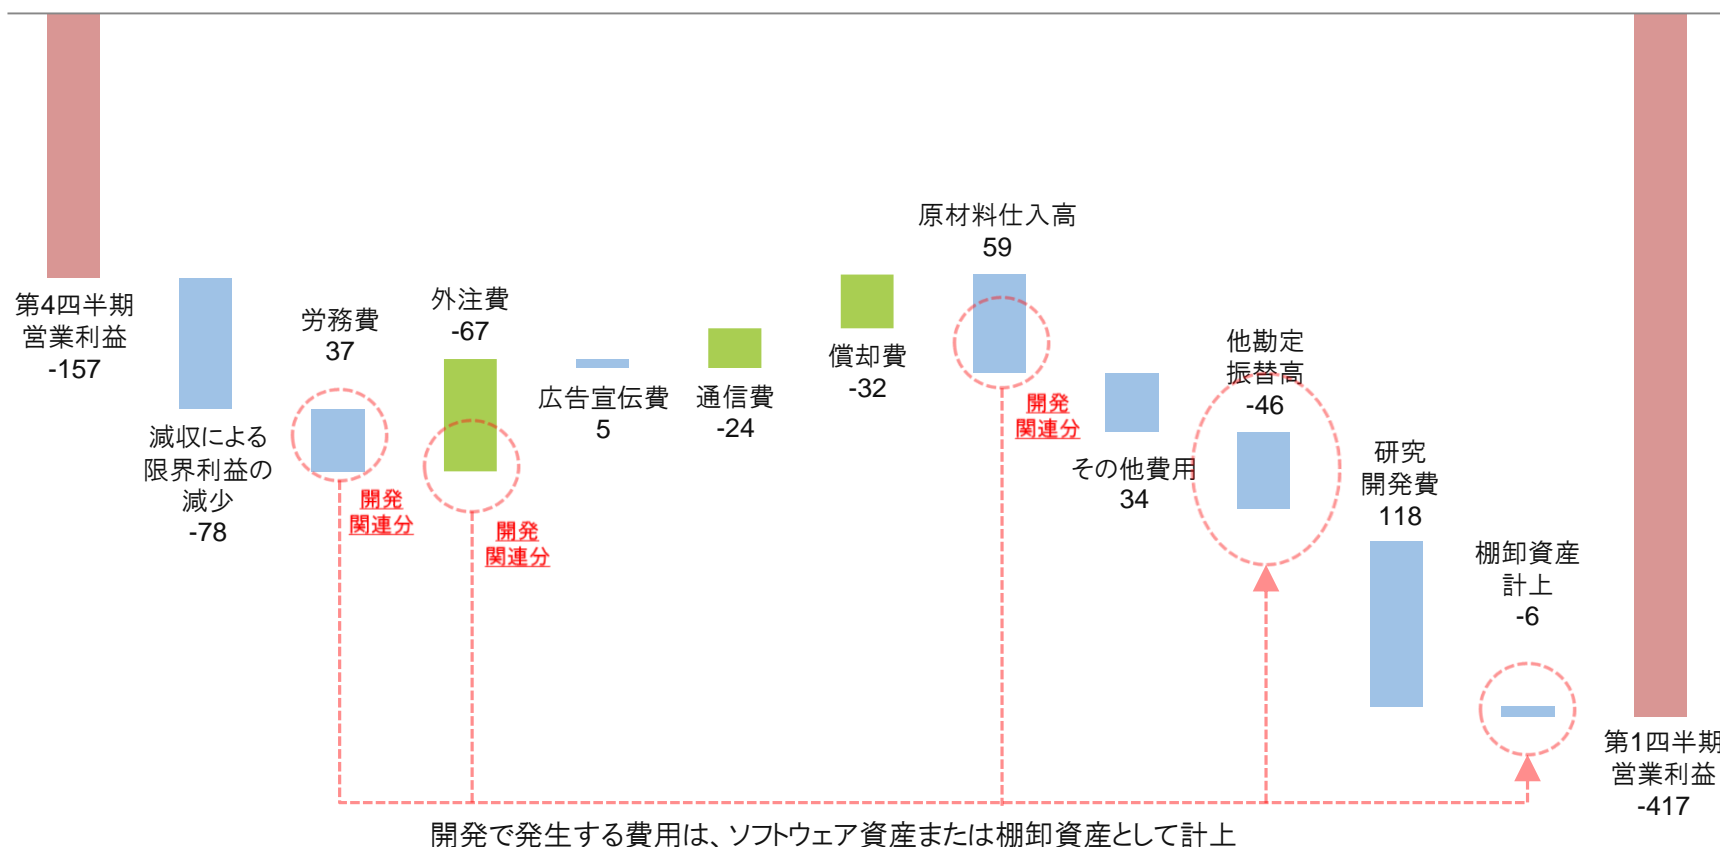 第4四半期
営業利益
-157
減収による
限界利益の
減少
-78
労務費
37
開発
関連分
外注費
-67
開発
関連分
広告宣伝費
5
通信費
-24
償却費
-32
原材料仕入高
59
開発
関連分
その他費用
34
他勘定
振替高
-46
研究
開発費
118
棚卸資産
計上
-6
第1四半期
営業利益
-417
開発で発生する費用は、ソフトウェア資産または棚卸資産として計上